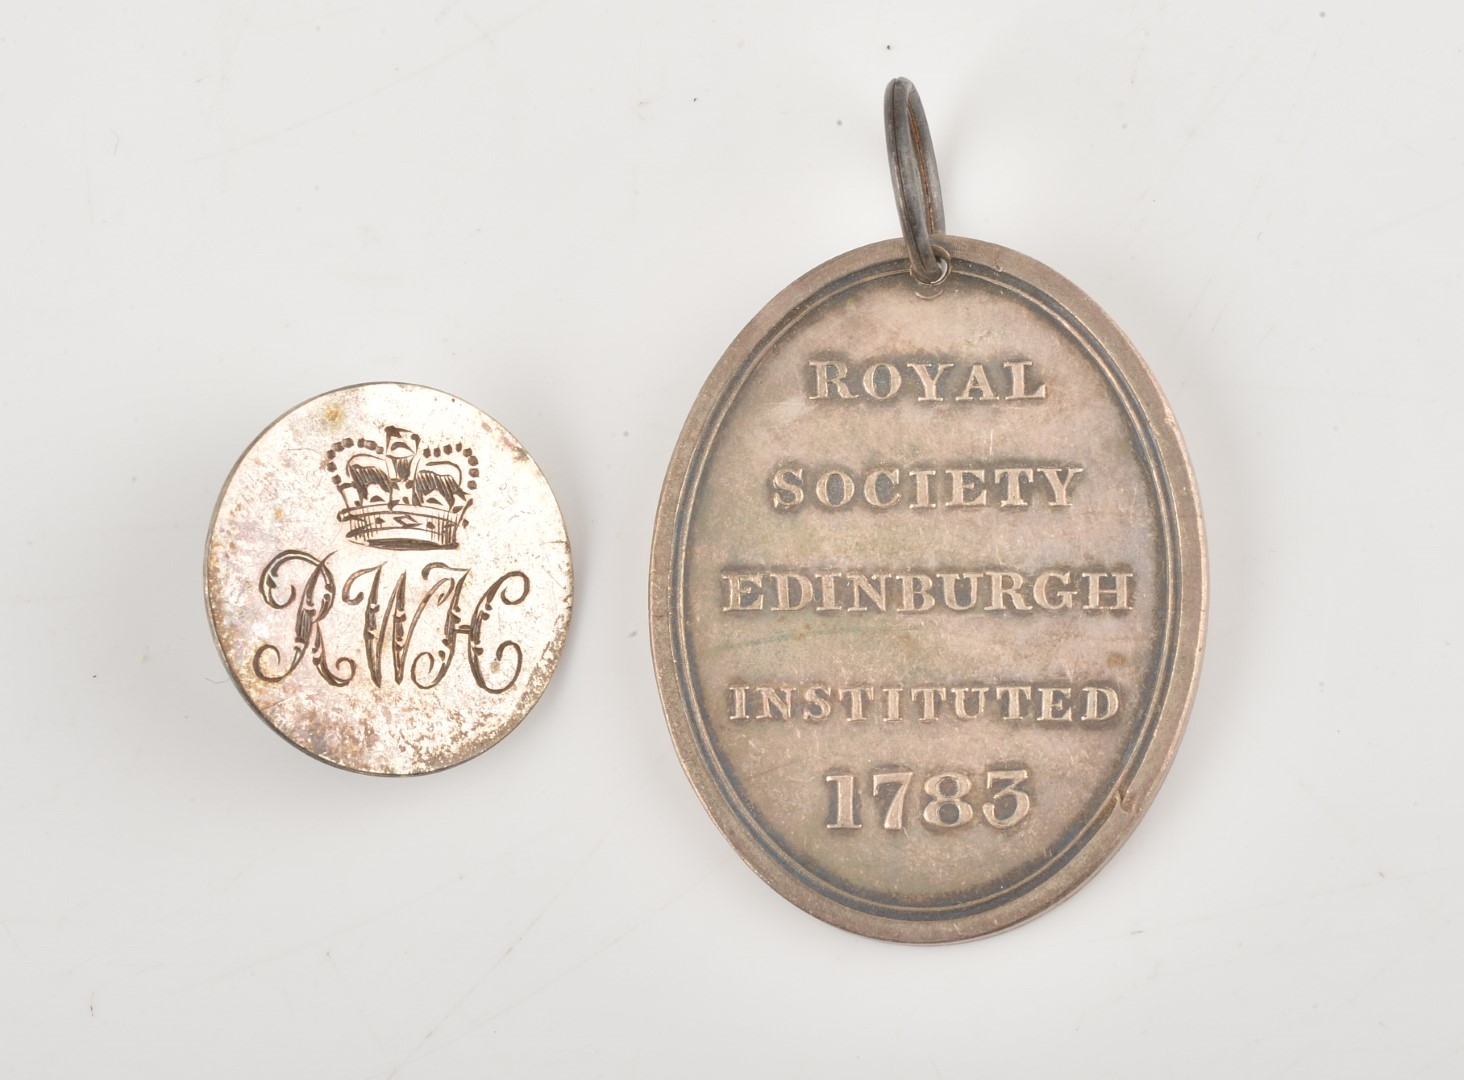 RWH
ROYAL
SOCIETY
EDINBURGH
INSTITUTED
1783